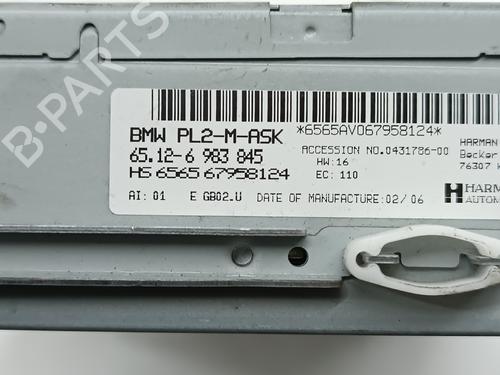 B-PARTS
*6565AV067958124*
BMW PL2-M-ASK
65.12-6 983 845
HS 6565 67958124
ACCESSION NO.0431786-00
HW:16
EC: 110
AI: 01 E GB02.U DATE OF MANUFACTURE:02/06
HARMAN
Becker
76307
HARM
AUTOM